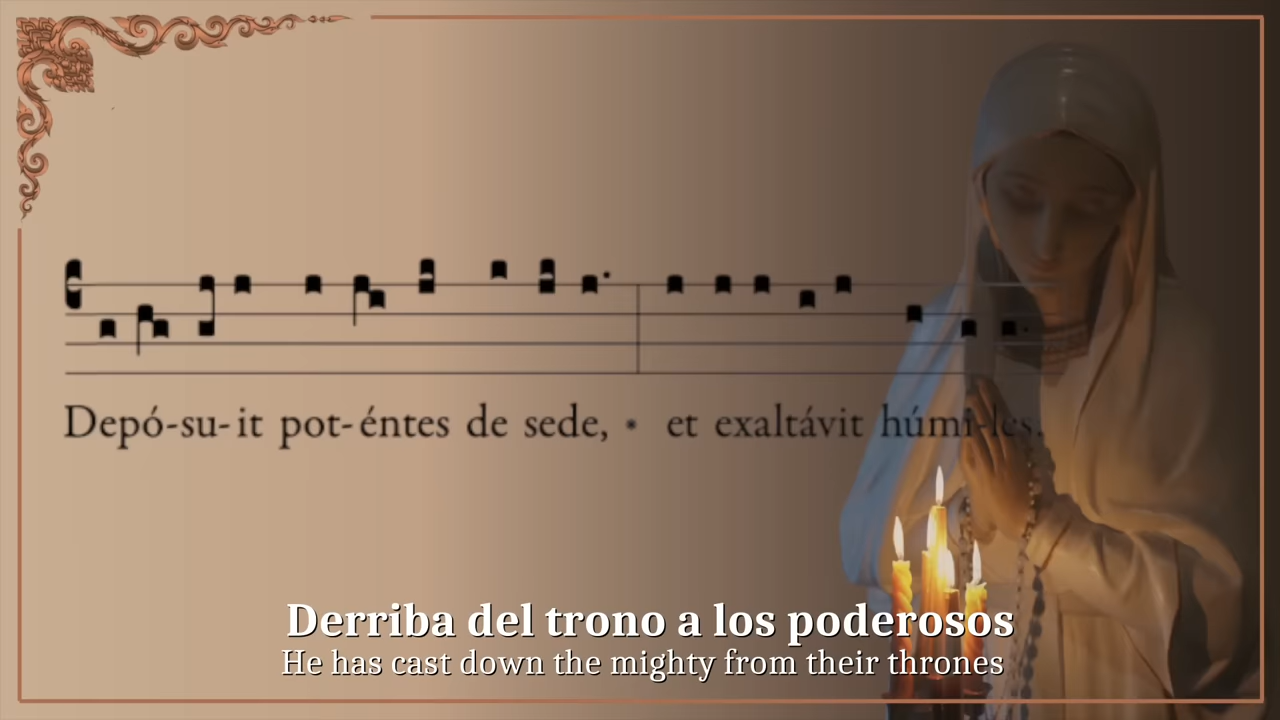 Depó-su-it pot-éntes de sede, * et exaltávit húmi-les.
Derriba del trono a los poderosos
He has cast down the mighty from their thrones